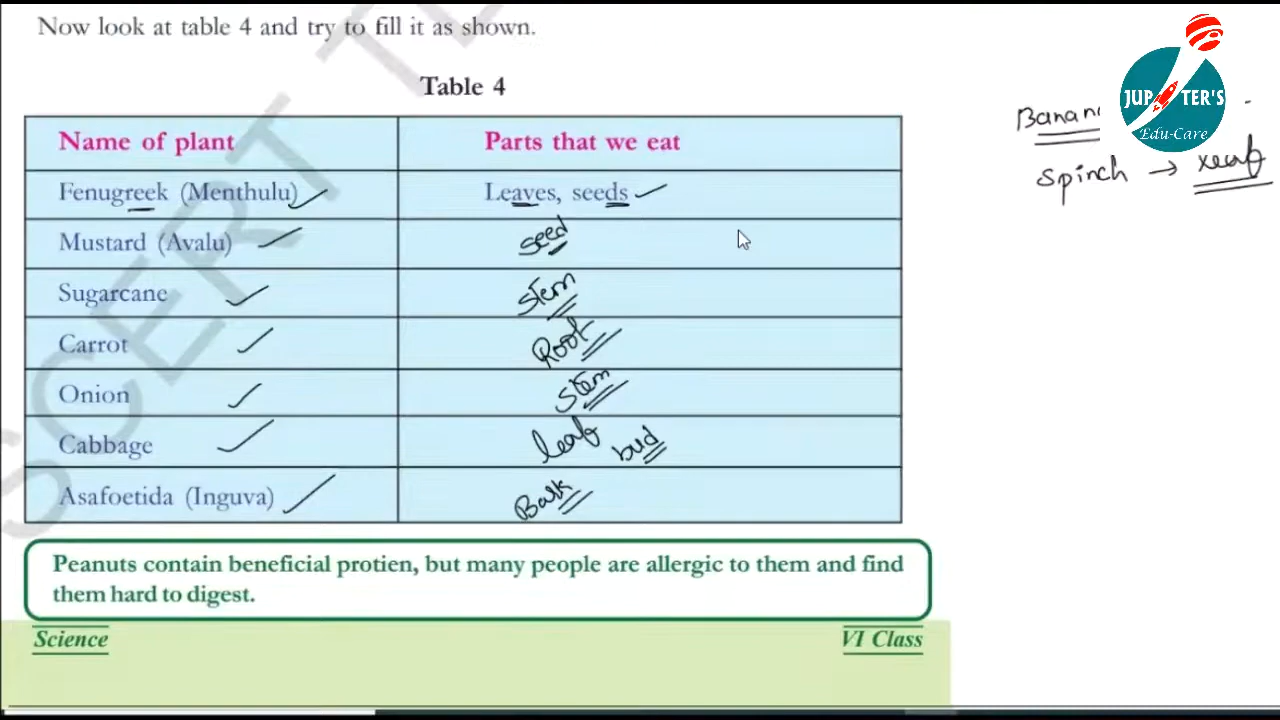 Now look at table 4 and try to fill it as shown.
Table 4
Name of plant Parts that we eat
Fenugreek (Menthulu) Leaves, seeds
Mustard (Avalu) seed
Sugarcane Stem
Carrot Root
Onion Stem
Cabbage leaf bud
Asafoetida (Inguva) Bark
Peanuts contain beneficial protien, but many people are allergic to them and find
them hard to digest.
Science VI Class
JUPITER'S
Edu-Care
Spinch → leaf
SCERT TE